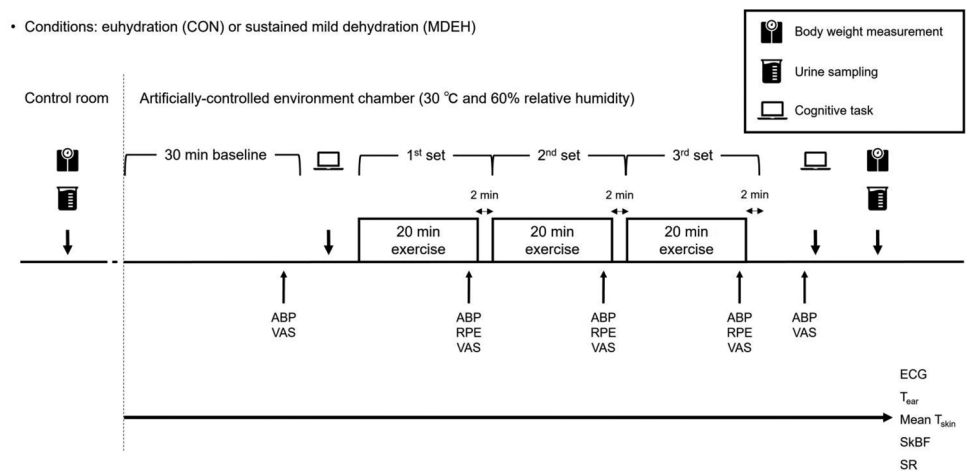 • Conditions: euhydration (CON) or sustained mild dehydration (MDEH)
Body weight measurement
Urine sampling
Cognitive task
Control room
Artificially-controlled environment chamber (30 ℃ and 60% relative humidity)
30 min baseline
1st set
2nd set
3rd set
2 min
2 min
2 min
20 min
exercise
20 min
exercise
20 min
exercise
ABP
VAS
ABP
RPE
VAS
ABP
RPE
VAS
ABP
RPE
VAS
ABP
VAS
ECG
Tear
Mean Tskin
SkBF
SR